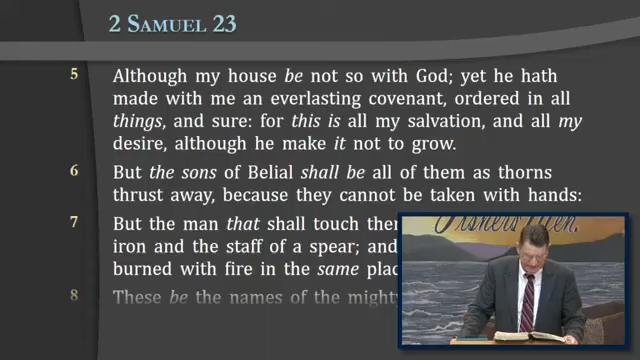 2 SAMUEL 23
5 Although my house be not so with God; yet he hath
made with me an everlasting covenant, ordered in all
things, and sure: for this is all my salvation, and all my
desire, although he make it not to grow.
6 But the sons of Belial shall be all of them as thorns
thrust away, because they cannot be taken with hands:
7 But the man that shall touch
iron and the staff of a spear; and
burned with fire in the same
8 These be the names of the mighty